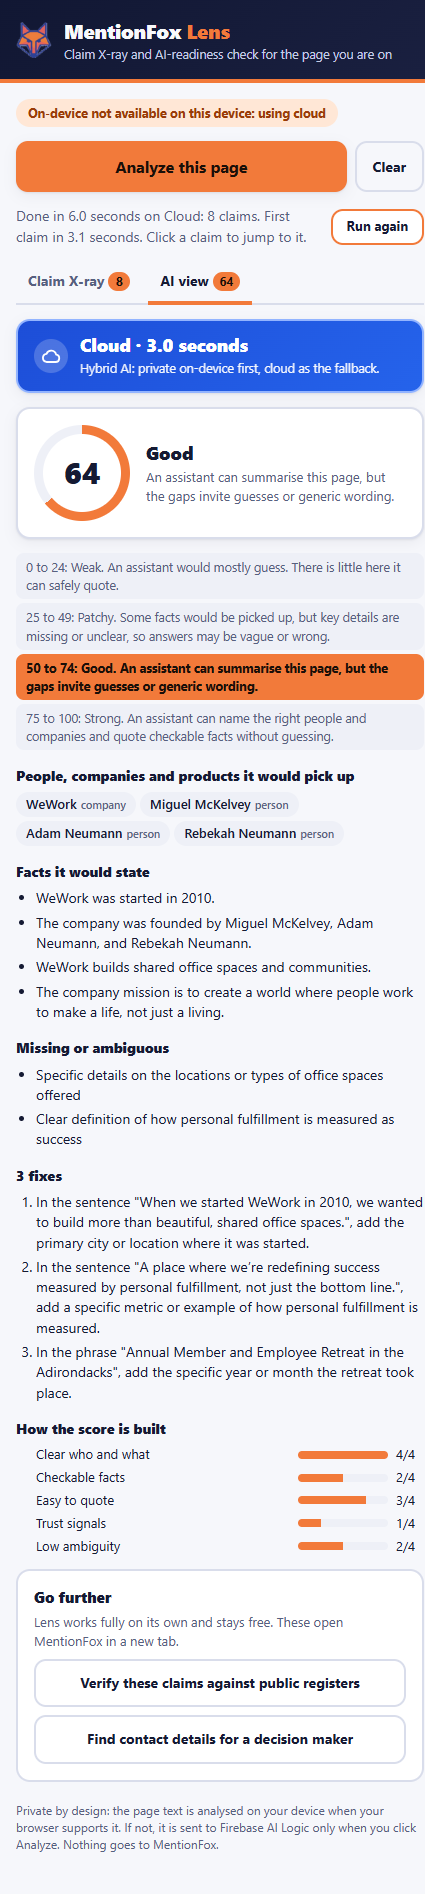 MentionFox Lens
Claim X-ray and AI-readiness check for the page you are on
On-device not available on this device: using cloud
Analyze this page
Clear
Done in 6.0 seconds on Cloud: 8 claims. First
claim in 3.1 seconds. Click a claim to jump to it.
Run again
Claim X-ray 8
AI view 64
Cloud · 3.0 seconds
Hybrid AI: private on-device first, cloud as the fallback.
64
Good
An assistant can summarise this page, but
the gaps invite guesses or generic wording.
0 to 24: Weak. An assistant would mostly guess. There is little here it
can safely quote.
25 to 49: Patchy. Some facts would be picked up, but key details are
missing or unclear, so answers may be vague or wrong.
50 to 74: Good. An assistant can summarise this page, but the
gaps invite guesses or generic wording.
75 to 100: Strong. An assistant can name the right people and
companies and quote checkable facts without guessing.
People, companies and products it would pick up
WeWork company
Miguel McKelvey person
Adam Neumann person
Rebekah Neumann person
Facts it would state
• WeWork was started in 2010.
• The company was founded by Miguel McKelvey, Adam
Neumann, and Rebekah Neumann.
• WeWork builds shared office spaces and communities.
• The company mission is to create a world where people work
to make a life, not just a living.
Missing or ambiguous
• Specific details on the locations or types of office spaces
offered
• Clear definition of how personal fulfillment is measured as
success
3 fixes
1. In the sentence "When we started WeWork in 2010, we wanted
to build more than beautiful, shared office spaces.", add the
primary city or location where it was started.
2. In the sentence "A place where we're redefining success
measured by personal fulfillment, not just the bottom line.",
add a specific metric or example of how personal fulfillment is
measured.
3. In the phrase "Annual Member and Employee Retreat in the
Adirondacks", add the specific year or month the retreat took
place.
How the score is built
Clear who and what 4/4
Checkable facts 2/4
Easy to quote 3/4
Trust signals 1/4
Low ambiguity 2/4
Go further
Lens works fully on its own and stays free. These open
MentionFox in a new tab.
Verify these claims against public registers
Find contact details for a decision maker
Private by design: the page text is analysed on your device when your
browser supports it. If not, it is sent to Firebase AI Logic only when you click
Analyze. Nothing goes to MentionFox.